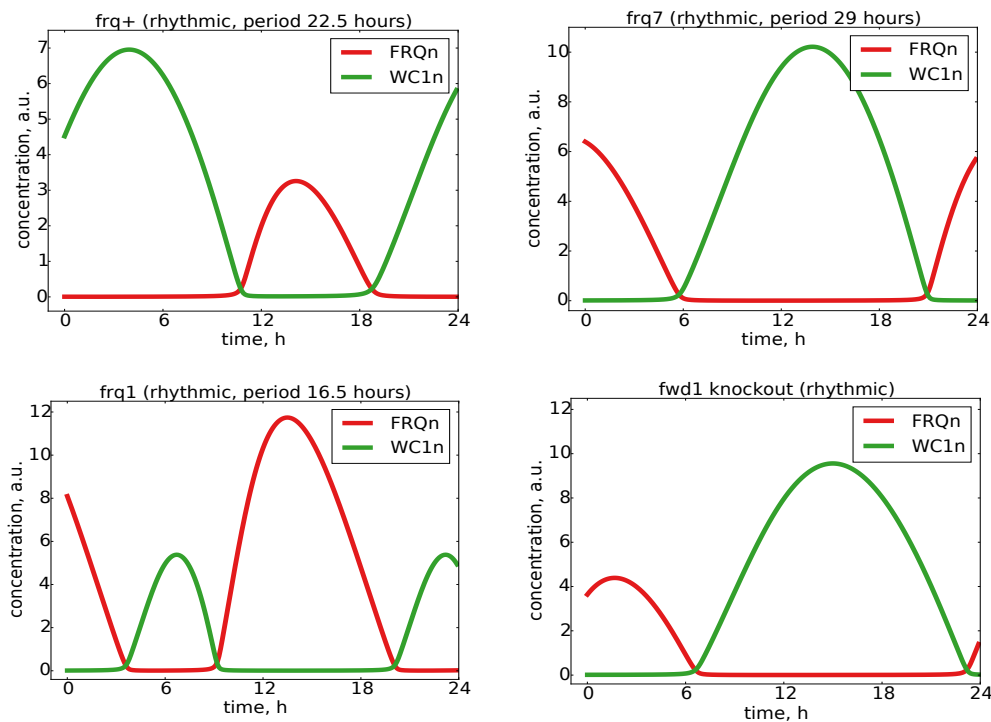 frq+ (rhythmic, period 22.5 hours)
concentration, a.u.
7
6
5
4
3
2
1
0
FRQn
WC1n
0 6 12 18 24
time, h
frq7 (rhythmic, period 29 hours)
concentration, a.u.
10
8
6
4
2
0
FRQn
WC1n
0 6 12 18 24
time, h
frq1 (rhythmic, period 16.5 hours)
concentration, a.u.
12
10
8
6
4
2
0
FRQn
WC1n
0 6 12 18 24
time, h
fwd1 knockout (rhythmic)
concentration, a.u.
12
10
8
6
4
2
0
FRQn
WC1n
0 6 12 18 24
time, h